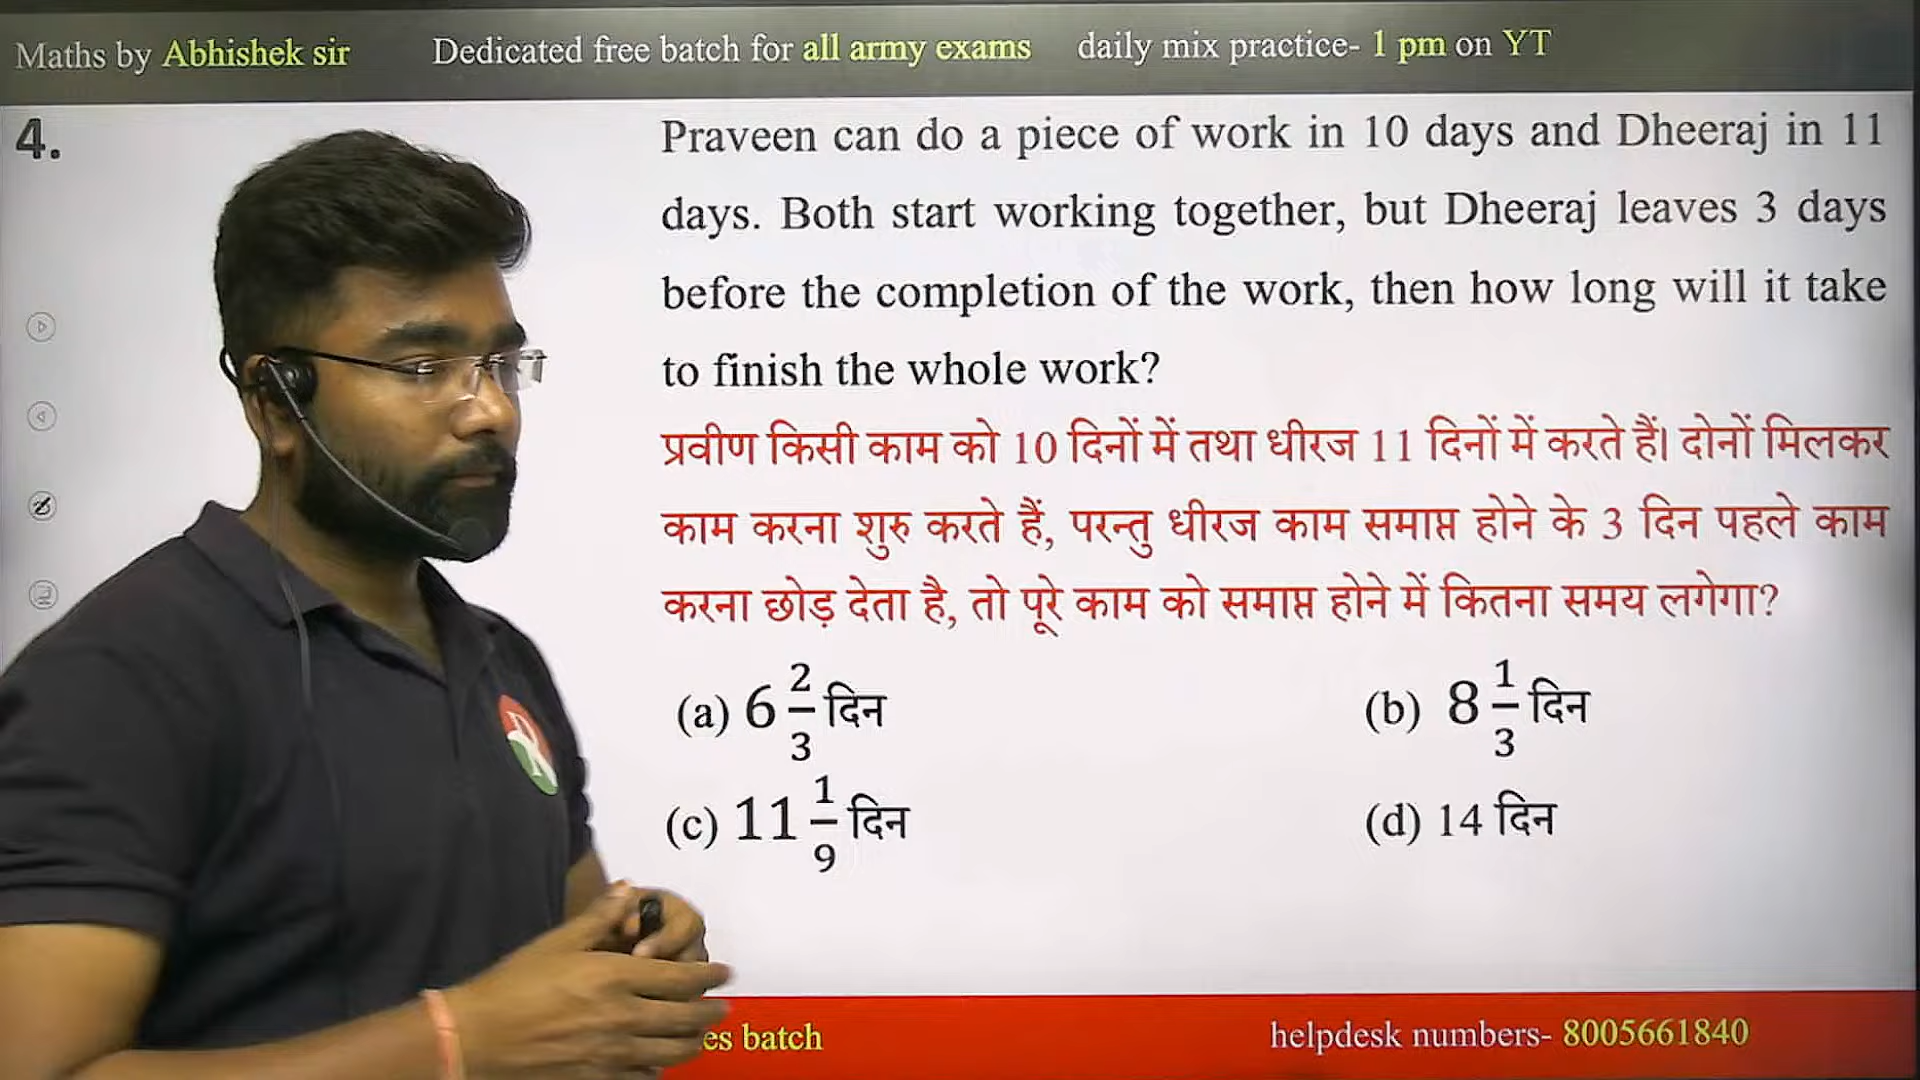 Maths by Abhishek sir Dedicated free batch for all army exams daily mix practice- 1 pm on YT
4.
Praveen can do a piece of work in 10 days and Dheeraj in 11
days. Both start working together, but Dheeraj leaves 3 days
before the completion of the work, then how long will it take
to finish the whole work?
प्रवीण किसी काम को 10 दिनों में तथा धीरज 11 दिनों में करते हैं। दोनों मिलकर
काम करना शुरु करते हैं, परन्तु धीरज काम समाप्त होने के 3 दिन पहले काम
करना छोड़ देता है, तो पूरे काम को समाप्त होने में कितना समय लगेगा?
(a) 6 2/3 दिन (b) 8 1/3 दिन
(c) 11 1/9 दिन (d) 14 दिन
batch helpdesk numbers- 8005661840